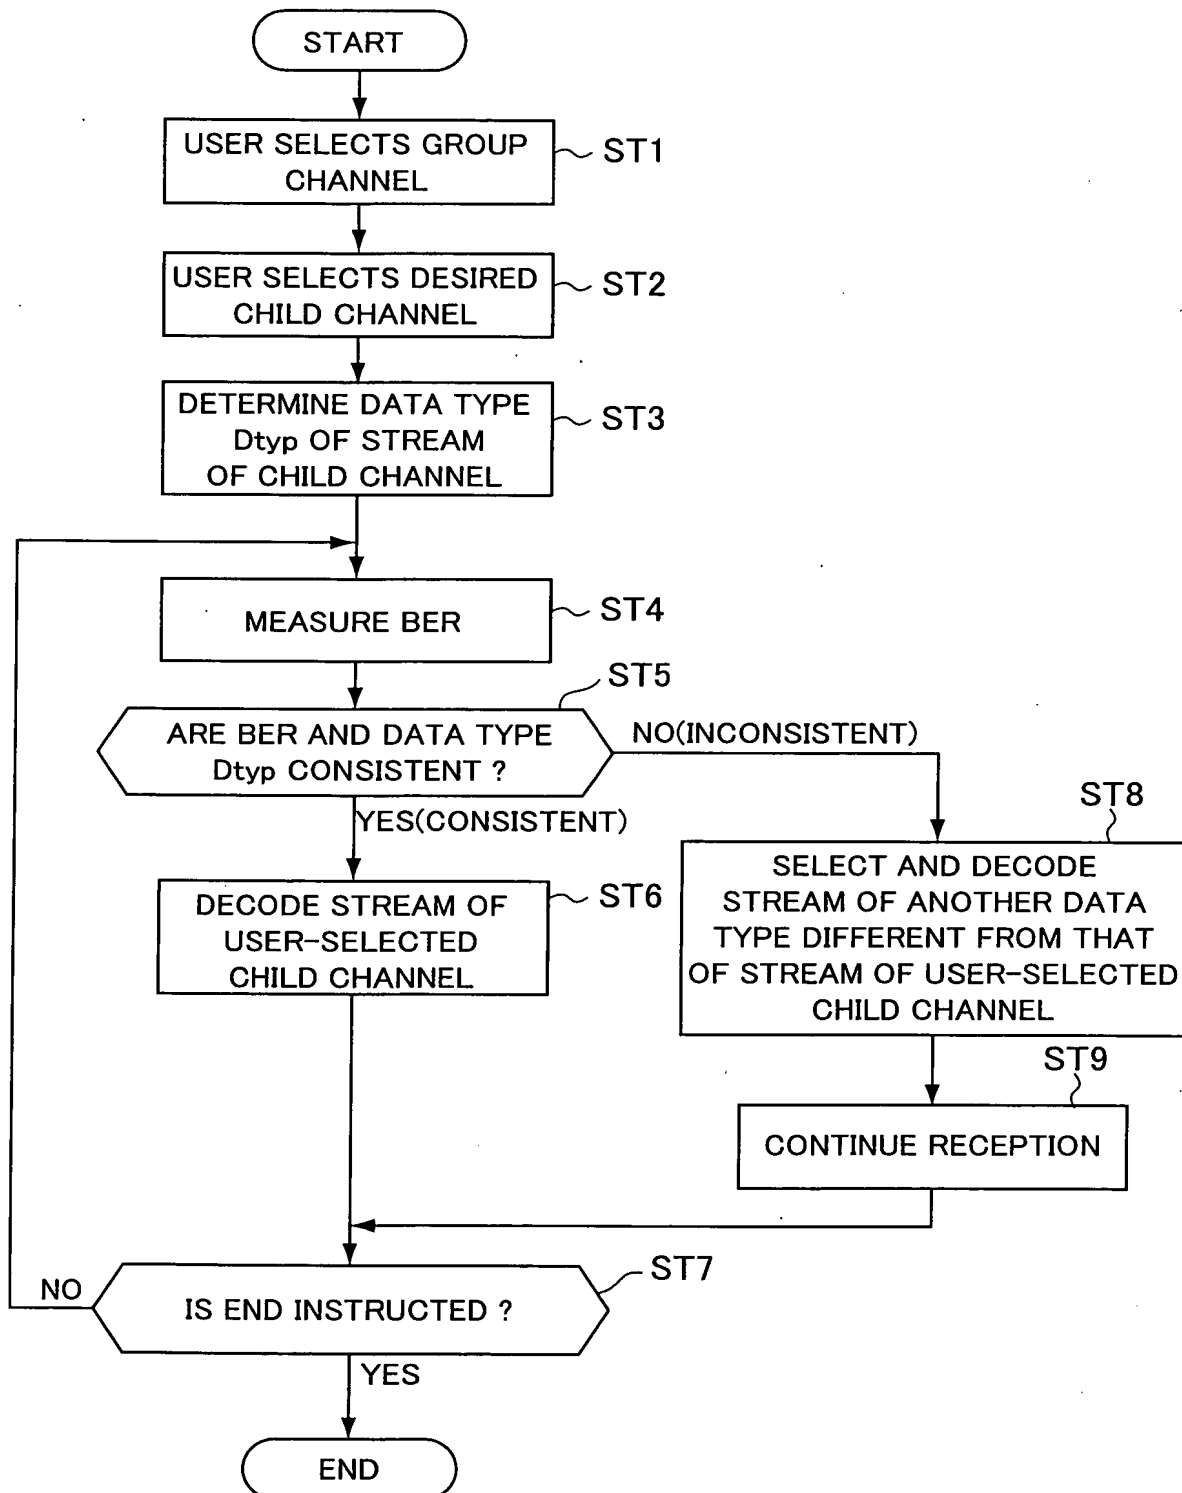 START
USER SELECTS GROUP
CHANNEL
ST1
USER SELECTS DESIRED
CHILD CHANNEL
ST2
DETERMINE DATA TYPE
Dtyp OF STREAM
OF CHILD CHANNEL
ST3
MEASURE BER
ST4
ST5
ARE BER AND DATA TYPE
Dtyp CONSISTENT ?
NO(INCONSISTENT)
YES(CONSISTENT)
DECODE STREAM OF
USER-SELECTED
CHILD CHANNEL
ST6
ST8
SELECT AND DECODE
STREAM OF ANOTHER DATA
TYPE DIFFERENT FROM THAT
OF STREAM OF USER-SELECTED
CHILD CHANNEL
ST9
CONTINUE RECEPTION
ST7
NO
IS END INSTRUCTED ?
YES
END